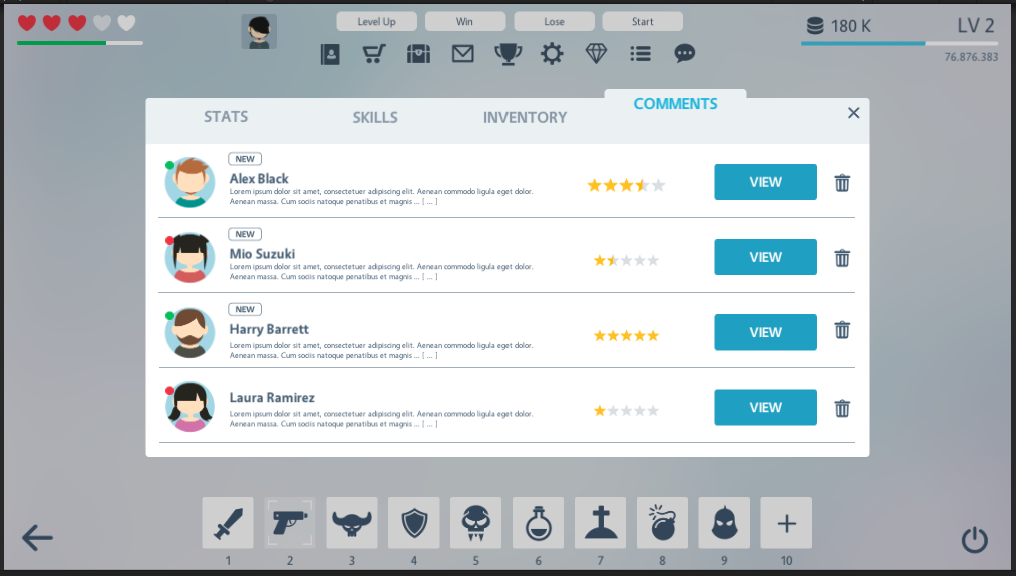 Level Up
Win
Lose
Start
180 K
LV 2
76.876.383
STATS
SKILLS
INVENTORY
COMMENTS
NEW
Alex Black
Lorem ipsum dolor sit amet, consectetuer adipiscing elit. Aenean commodo ligula eget dolor.
Aenean massa. Cum sociis natoque penatibus et magnis ... [ ... ]
VIEW
NEW
Mio Suzuki
Lorem ipsum dolor sit amet, consectetuer adipiscing elit. Aenean commodo ligula eget dolor.
Aenean massa. Cum sociis natoque penatibus et magnis ... [ ... ]
VIEW
NEW
Harry Barrett
Lorem ipsum dolor sit amet, consectetuer adipiscing elit. Aenean commodo ligula eget dolor.
Aenean massa. Cum sociis natoque penatibus et magnis ... [ ... ]
VIEW
Laura Ramirez
Lorem ipsum dolor sit amet, consectetuer adipiscing elit. Aenean commodo ligula eget dolor.
Aenean massa. Cum sociis natoque penatibus et magnis ... [ ... ]
VIEW
1
2
3
4
5
6
7
8
9
10